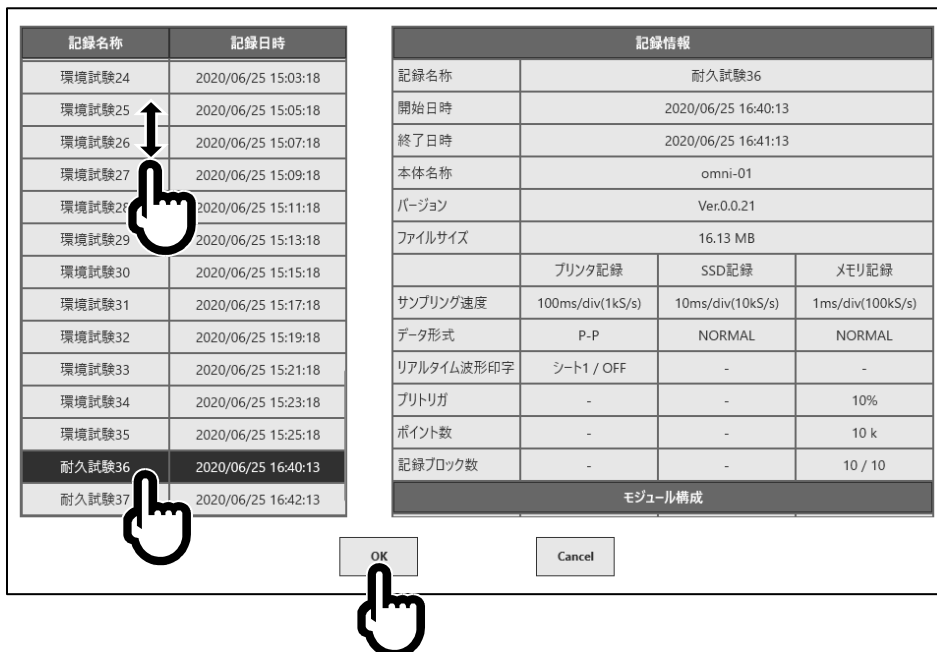 記録名称 記録日時
環境試験24 2020/06/25 15:03:18
環境試験25 2020/06/25 15:05:18
環境試験26 2020/06/25 15:07:18
環境試験27 2020/06/25 15:09:18
環境試験28 2020/06/25 15:11:18
環境試験29 2020/06/25 15:13:18
環境試験30 2020/06/25 15:15:18
環境試験31 2020/06/25 15:17:18
環境試験32 2020/06/25 15:19:18
環境試験33 2020/06/25 15:21:18
環境試験34 2020/06/25 15:23:18
環境試験35 2020/06/25 15:25:18
耐久試験36 2020/06/25 16:40:13
耐久試験37 2020/06/25 16:42:13
記録情報
記録名称 耐久試験36
開始日時 2020/06/25 16:40:13
終了日時 2020/06/25 16:41:13
本体名称 omni-01
バージョン Ver.0.0.21
ファイルサイズ 16.13 MB
プリンタ記録 SSD記録 メモリ記録
サンプリング速度 100ms/div(1kS/s) 10ms/div(10kS/s) 1ms/div(100kS/s)
データ形式 P-P NORMAL NORMAL
リアルタイム波形印字 シート1 / OFF - -
プリトリガ - - 10%
ポイント数 - - 10 k
記録ブロック数 - - 10 / 10
モジュール構成
OK Cancel